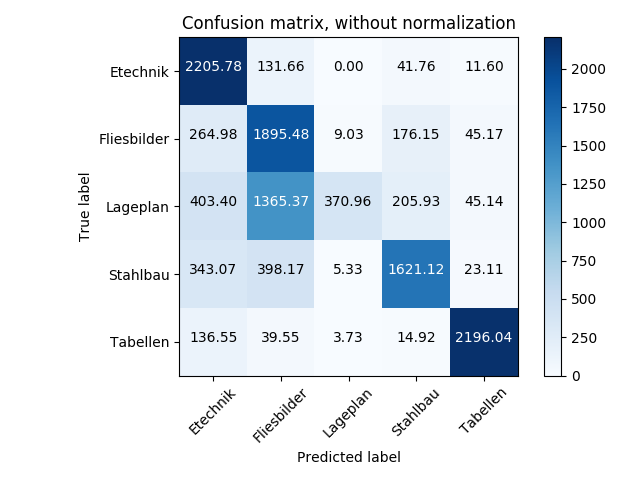 Confusion matrix, without normalization
True label
Etechnik 2205.78 131.66 0.00 41.76 11.60
Fliesbilder 264.98 1895.48 9.03 176.15 45.17
Lageplan 403.40 1365.37 370.96 205.93 45.14
Stahlbau 343.07 398.17 5.33 1621.12 23.11
Tabellen 136.55 39.55 3.73 14.92 2196.04
Etechnik Fliesbilder Lageplan Stahlbau Tabellen
Predicted label
2000
1750
1500
1250
1000
750
500
250
0